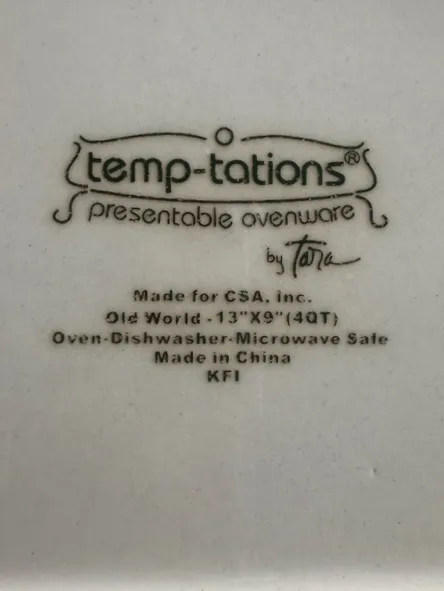 temp-tations®
presentable ovenware
by Tara
Made for CSA, Inc.
Old World - 13"X9"(4QT)
Oven-Dishwasher-Microwave Safe
Made in China
KFI